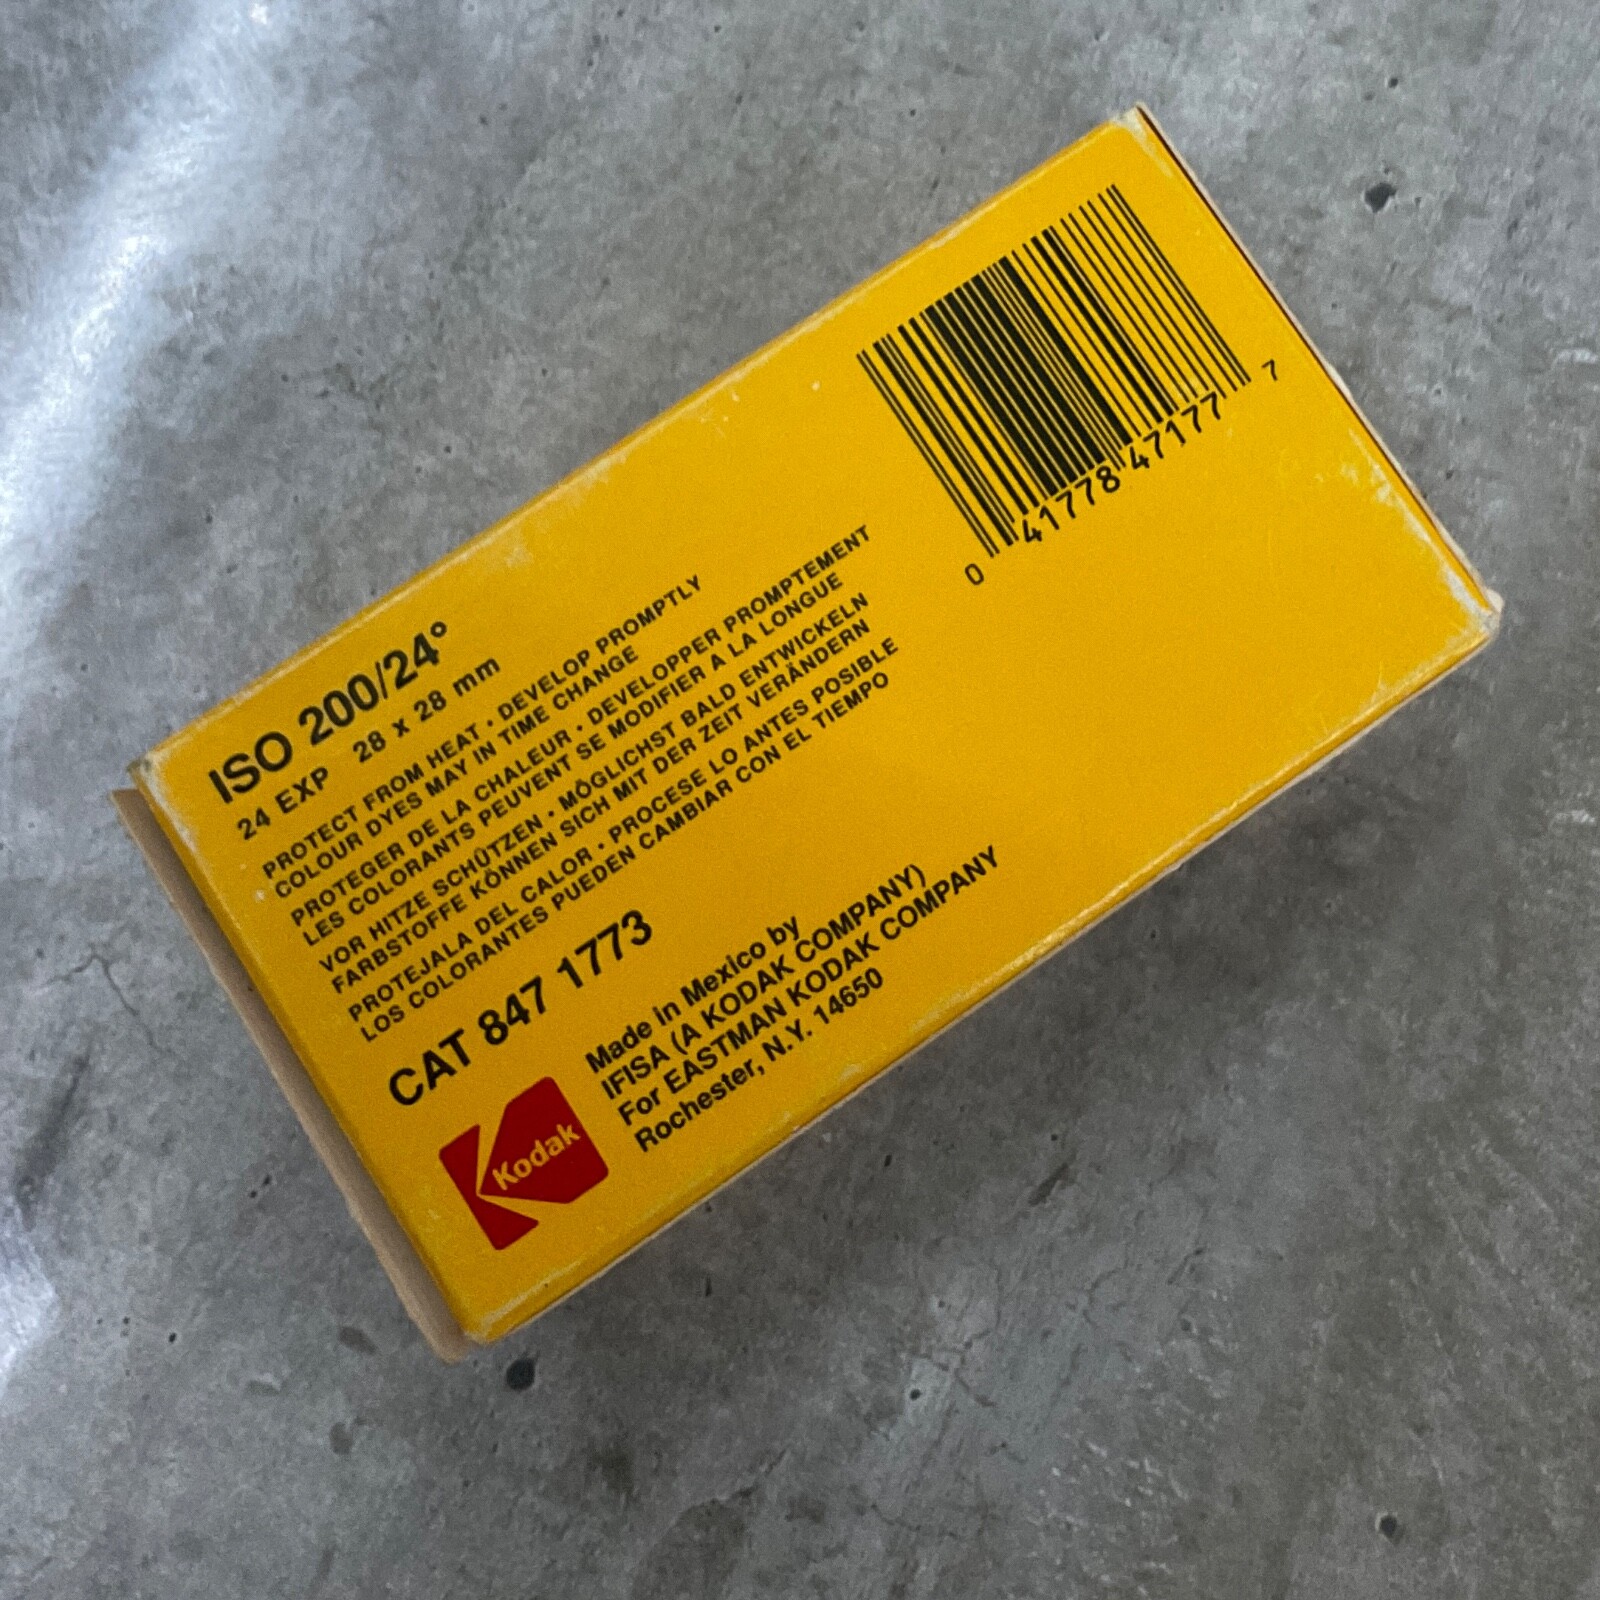 ISO 200/24°
24 EXP 28 x 28 mm
PROTECT FROM HEAT · DEVELOP PROMPTLY
COLOUR DYES MAY IN TIME CHANGE
PROTEGER DE LA CHALEUR · DEVELOPPER PROMPTEMENT
LES COLORANTS PEUVENT SE MODIFIER A LA LONGUE
VOR HITZE SCHÜTZEN · MÖGLICHST BALD ENTWICKELN
FARBSTOFFE KÖNNEN SICH MIT DER ZEIT VERÄNDERN
PROTEJALA DEL CALOR · PROCESE LO ANTES POSIBLE
LOS COLORANTES PUEDEN CAMBIAR CON EL TIEMPO
CAT 847 1773
Kodak
Made in Mexico by
IFISA (A KODAK COMPANY)
For EASTMAN KODAK COMPANY
Rochester, N.Y. 14650
0 41778 47177 7